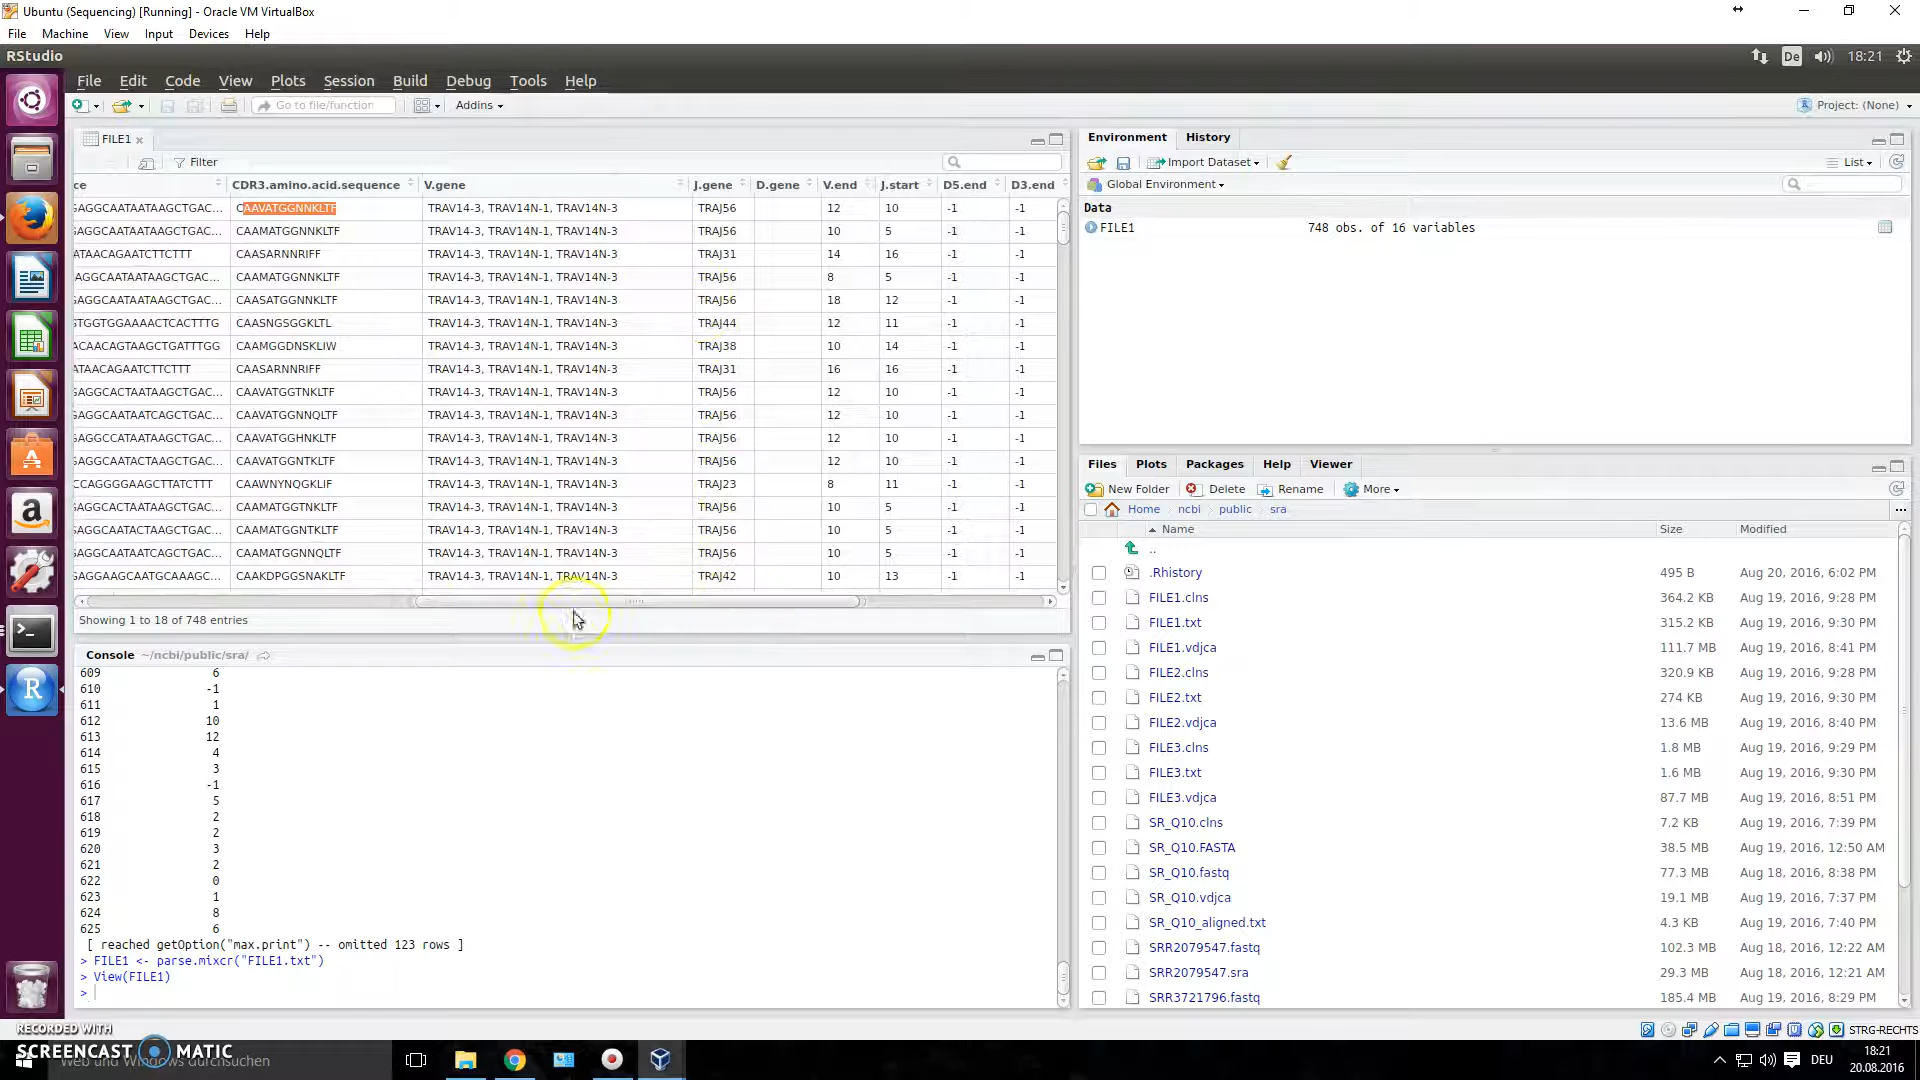 Ubuntu (Sequencing) [Running] - Oracle VM VirtualBox
File Machine View Input Devices Help
RStudio De 18:21
File Edit Code View Plots Session Build Debug Tools Help
Go to file/function Addins Project: (None)
FILE1
Filter
ce CDR3.amino.acid.sequence V.gene J.gene D.gene V.end J.start D5.end D3.end
GAGGCAATAATAAGCTGAC... CAAVATGGNNKLTF TRAV14-3, TRAV14N-1, TRAV14N-3 TRAJ56 12 10 -1 -1
GAGGCAATAATAAGCTGAC... CAAMATGGNNKLTF TRAV14-3, TRAV14N-1, TRAV14N-3 TRAJ56 10 5 -1 -1
ATAACAGAATCTTCTTT CAASARNNRIFF TRAV14-3, TRAV14N-1, TRAV14N-3 TRAJ31 14 16 -1 -1
AGGCAATAATAAGCTGAC... CAAMATGGNNKLTF TRAV14-3, TRAV14N-1, TRAV14N-3 TRAJ56 8 5 -1 -1
GAGGCAATAATAAGCTGAC... CAASATGGNNKLTF TRAV14-3, TRAV14N-1, TRAV14N-3 TRAJ56 18 12 -1 -1
GTGGTGGAAAACTCACTTTG CAASNGSGGKLTL TRAV14-3, TRAV14N-1, TRAV14N-3 TRAJ44 12 11 -1 -1
ACAACAGTAAGCTGATTTGG CAAMGGDNSKLIW TRAV14-3, TRAV14N-1, TRAV14N-3 TRAJ38 10 14 -1 -1
ATAACAGAATCTTCTTT CAASARNNRIFF TRAV14-3, TRAV14N-1, TRAV14N-3 TRAJ31 16 16 -1 -1
GAGGCACTAATAAGCTGAC... CAAVATGGTNKLTF TRAV14-3, TRAV14N-1, TRAV14N-3 TRAJ56 12 10 -1 -1
GAGGCAATAATCAGCTGAC... CAAVATGGNNQLTF TRAV14-3, TRAV14N-1, TRAV14N-3 TRAJ56 12 10 -1 -1
GAGGCCATAATAAGCTGAC... CAAVATGGHNKLTF TRAV14-3, TRAV14N-1, TRAV14N-3 TRAJ56 12 10 -1 -1
GAGGCAATACTAAGCTGAC... CAAVATGGNTKLTF TRAV14-3, TRAV14N-1, TRAV14N-3 TRAJ56 12 10 -1 -1
CCAGGGGAAGCTTATCTTT CAAWNYNQGKLIF TRAV14-3, TRAV14N-1, TRAV14N-3 TRAJ23 8 11 -1 -1
GAGGCACTAATAAGCTGAC... CAAMATGGTNKLTF TRAV14-3, TRAV14N-1, TRAV14N-3 TRAJ56 10 5 -1 -1
GAGGCAATACTAAGCTGAC... CAAMATGGNTKLTF TRAV14-3, TRAV14N-1, TRAV14N-3 TRAJ56 10 5 -1 -1
GAGGCAATAATCAGCTGAC... CAAMATGGNNQLTF TRAV14-3, TRAV14N-1, TRAV14N-3 TRAJ56 10 5 -1 -1
GAGGAAGCAATGCAAAGC... CAAKDPGGSNAKLTF TRAV14-3, TRAV14N-1, TRAV14N-3 TRAJ42 10 13 -1 -1
Showing 1 to 18 of 748 entries
Console ~/ncbi/public/sra/
609 6
610 -1
611 1
612 10
613 12
614 4
615 3
616 -1
617 5
618 2
619 2
620 3
621 2
622 0
623 1
624 8
625 6
[ reached getOption("max.print") -- omitted 123 rows ]
> FILE1 <- parse.mixcr("FILE1.txt")
> View(FILE1)
>
Environment History
Import Dataset List
Global Environment
Data
FILE1 748 obs. of 16 variables
Files Plots Packages Help Viewer
New Folder Delete Rename More
Home ncbi public sra ...
Name Size Modified
..
.Rhistory 495 B Aug 20, 2016, 6:02 PM
FILE1.clns 364.2 KB Aug 19, 2016, 9:28 PM
FILE1.txt 315.2 KB Aug 19, 2016, 9:30 PM
FILE1.vdjca 111.7 MB Aug 19, 2016, 8:41 PM
FILE2.clns 320.9 KB Aug 19, 2016, 9:28 PM
FILE2.txt 274 KB Aug 19, 2016, 9:30 PM
FILE2.vdjca 13.6 MB Aug 19, 2016, 8:40 PM
FILE3.clns 1.8 MB Aug 19, 2016, 9:29 PM
FILE3.txt 1.6 MB Aug 19, 2016, 9:30 PM
FILE3.vdjca 87.7 MB Aug 19, 2016, 8:51 PM
SR_Q10.clns 7.2 KB Aug 19, 2016, 7:39 PM
SR_Q10.FASTA 38.5 MB Aug 19, 2016, 12:50 AM
SR_Q10.fastq 77.3 MB Aug 18, 2016, 8:38 PM
SR_Q10.vdjca 19.1 MB Aug 19, 2016, 7:37 PM
SR_Q10_aligned.txt 4.3 KB Aug 19, 2016, 7:40 PM
SRR2079547.fastq 102.3 MB Aug 18, 2016, 12:22 AM
SRR2079547.sra 29.3 MB Aug 18, 2016, 12:21 AM
SRR3721796.fastq 185.4 MB Aug 19, 2016, 8:29 PM
STRG-RECHTS
RECORDED WITH
SCREENCAST MATIC
Web und Windows durchsuchen
DEU 18:21
20.08.2016